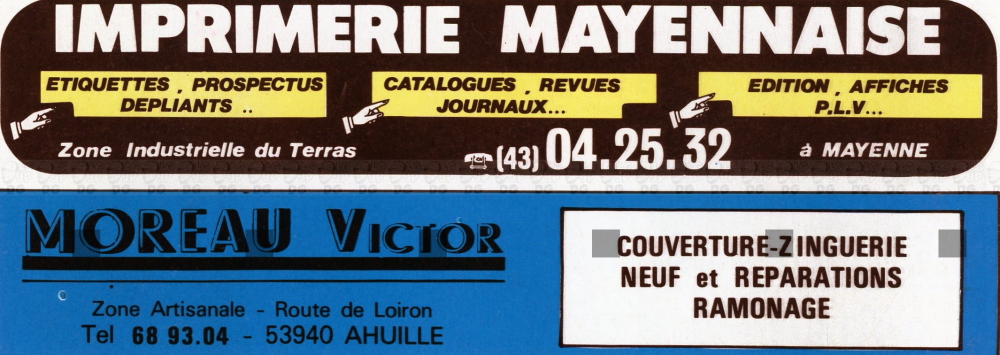 IMPRIMERIE MAYENNAISE
ETIQUETTES, PROSPECTUS
DEPLIANTS ..
CATALOGUES, REVUES
JOURNAUX...
EDITION, AFFICHES
P.L.V...
Zone Industrielle du Terras
(43) 04.25.32
à MAYENNE
MOREAU VICTOR
Zone Artisanale - Route de Loiron
Tel 68 93.04 - 53940 AHUILLE
COUVERTURE-ZINGUERIE
NEUF et REPARATIONS
RAMONAGE